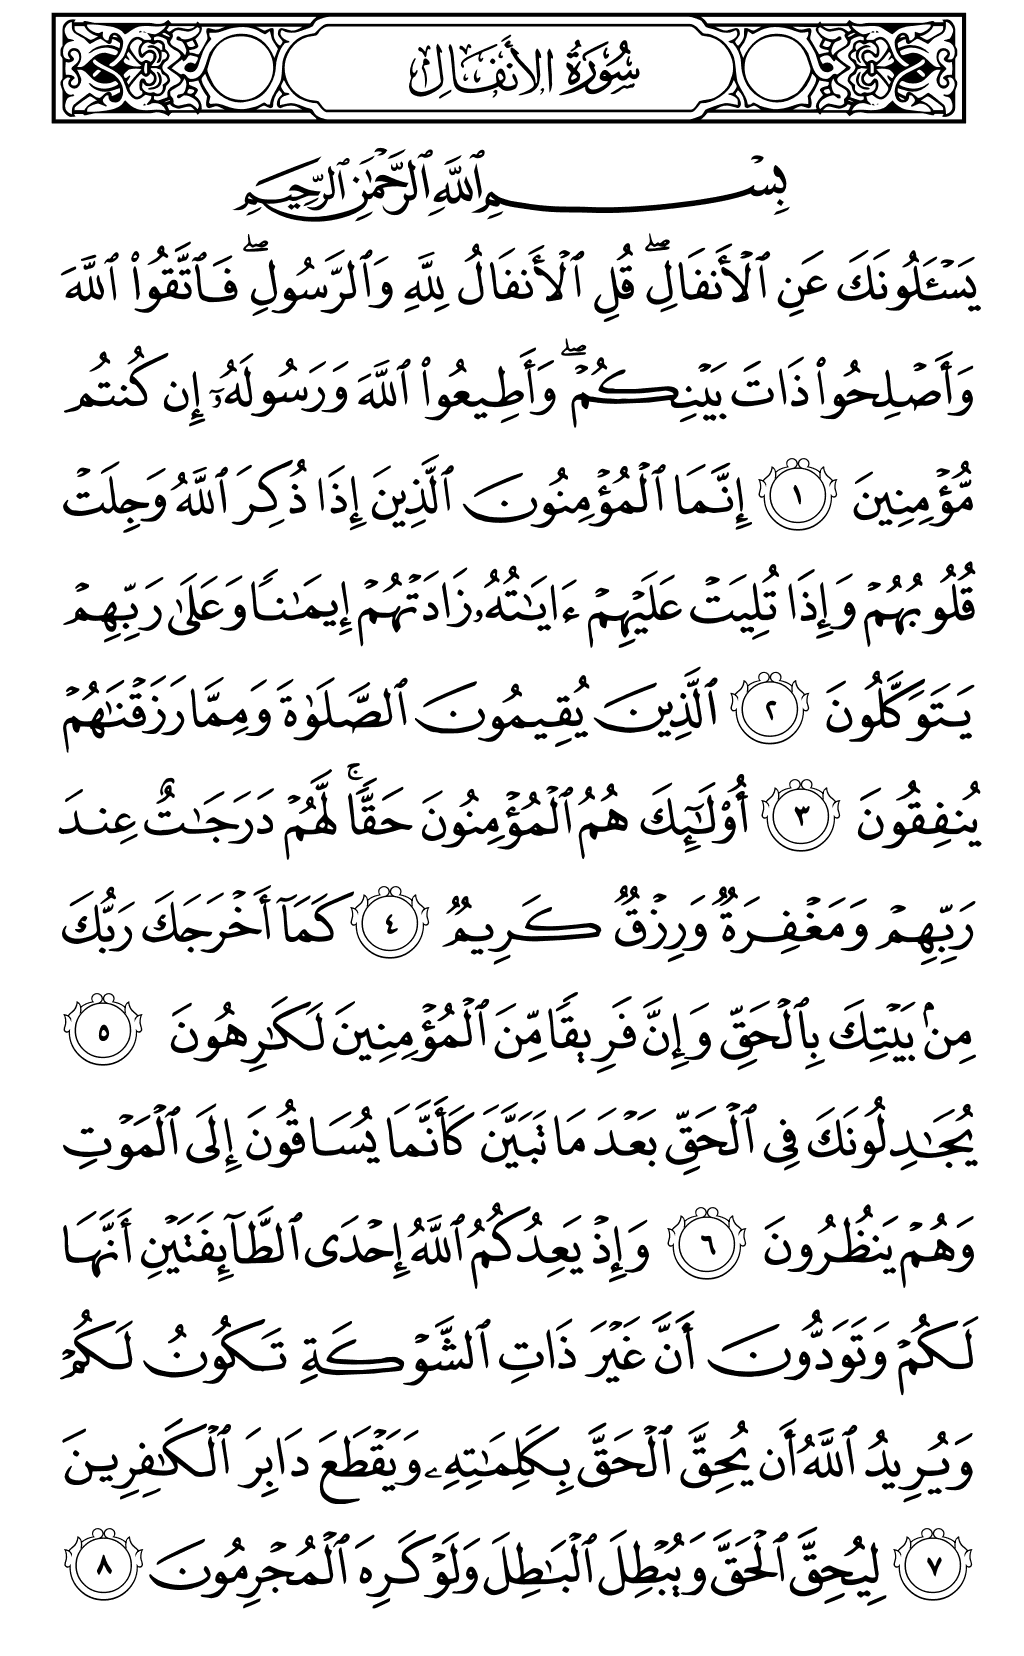 سُورَةُ الأَنفَالِ
بِسۡمِ ٱللَّهِ ٱلرَّحۡمَٰنِ ٱلرَّحِيمِ
يَسۡـَٔلُونَكَ عَنِ ٱلۡأَنفَالِۖ قُلِ ٱلۡأَنفَالُ لِلَّهِ وَٱلرَّسُولِۖ فَٱتَّقُواْ ٱللَّهَ
وَأَصۡلِحُواْ ذَاتَ بَيۡنِكُمۡۖ وَأَطِيعُواْ ٱللَّهَ وَرَسُولَهُۥٓ إِن كُنتُم
مُّؤۡمِنِينَ ١ إِنَّمَا ٱلۡمُؤۡمِنُونَ ٱلَّذِينَ إِذَا ذُكِرَ ٱللَّهُ وَجِلَتۡ
قُلُوبُهُمۡ وَإِذَا تُلِيَتۡ عَلَيۡهِمۡ ءَايَٰتُهُۥ زَادَتۡهُمۡ إِيمَٰنٗا وَعَلَىٰ رَبِّهِمۡ
يَتَوَكَّلُونَ ٢ ٱلَّذِينَ يُقِيمُونَ ٱلصَّلَوٰةَ وَمِمَّا رَزَقۡنَٰهُمۡ
يُنفِقُونَ ٣ أُوْلَٰٓئِكَ هُمُ ٱلۡمُؤۡمِنُونَ حَقّٗاۚ لَّهُمۡ دَرَجَٰتٌ عِندَ
رَبِّهِمۡ وَمَغۡفِرَةٞ وَرِزۡقٞ كَرِيمٞ ٤ كَمَآ أَخۡرَجَكَ رَبُّكَ
مِنۢ بَيۡتِكَ بِٱلۡحَقِّ وَإِنَّ فَرِيقٗا مِّنَ ٱلۡمُؤۡمِنِينَ لَكَٰرِهُونَ ٥
يُجَٰدِلُونَكَ فِي ٱلۡحَقِّ بَعۡدَ مَا تَبَيَّنَ كَأَنَّمَا يُسَاقُونَ إِلَى ٱلۡمَوۡتِ
وَهُمۡ يَنظُرُونَ ٦ وَإِذۡ يَعِدُكُمُ ٱللَّهُ إِحۡدَى ٱلطَّآئِفَتَيۡنِ أَنَّهَا
لَكُمۡ وَتَوَدُّونَ أَنَّ غَيۡرَ ذَاتِ ٱلشَّوۡكَةِ تَكُونُ لَكُمۡ
وَيُرِيدُ ٱللَّهُ أَن يُحِقَّ ٱلۡحَقَّ بِكَلِمَٰتِهِۦ وَيَقۡطَعَ دَابِرَ ٱلۡكَٰفِرِينَ
٧ لِيُحِقَّ ٱلۡحَقَّ وَيُبۡطِلَ ٱلۡبَٰطِلَ وَلَوۡ كَرِهَ ٱلۡمُجۡرِمُونَ ٨